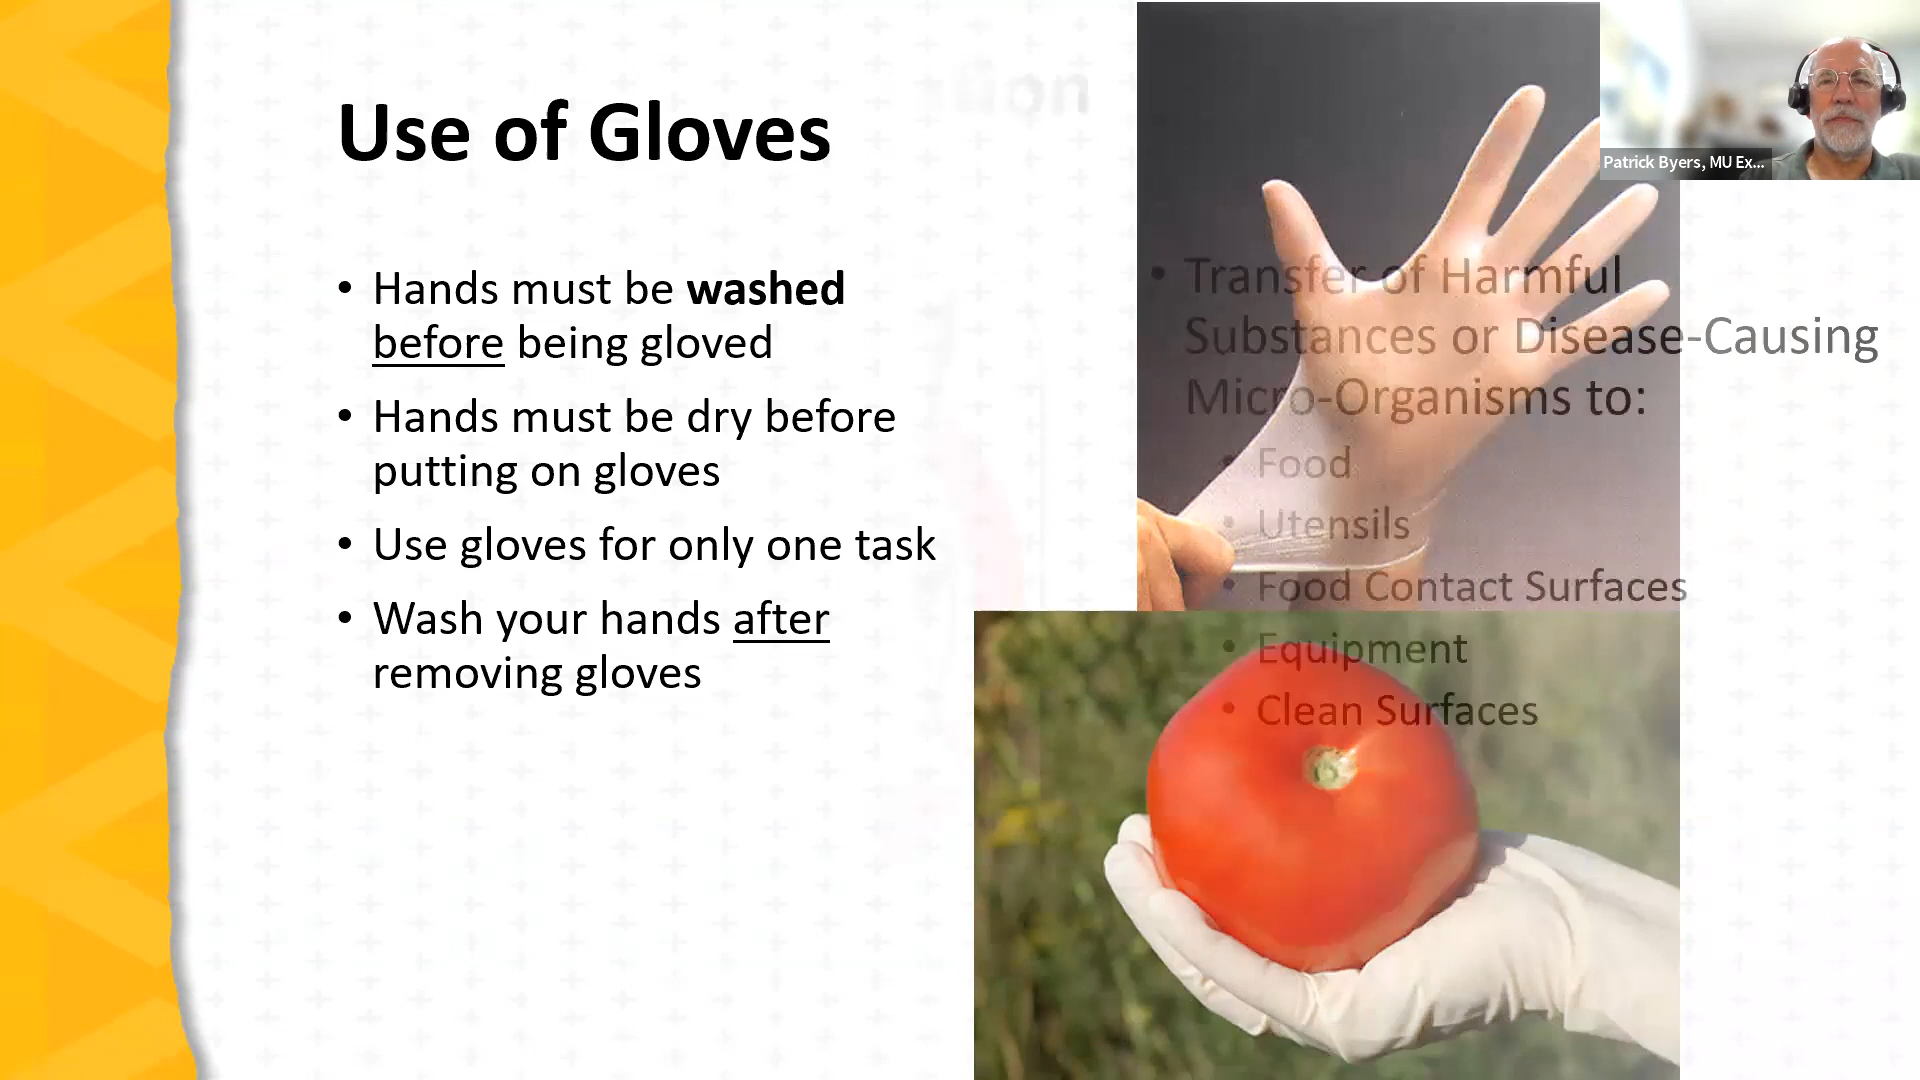 Use of Gloves
• Hands must be washed
before being gloved
• Hands must be dry before
putting on gloves
• Use gloves for only one task
• Wash your hands after
removing gloves
• Transfer of Harmful
Substances or Disease-Causing
Micro-Organisms to:
• Food
• Utensils
• Food Contact Surfaces
• Equipment
• Clean Surfaces
Patrick Byers, MU Ex...